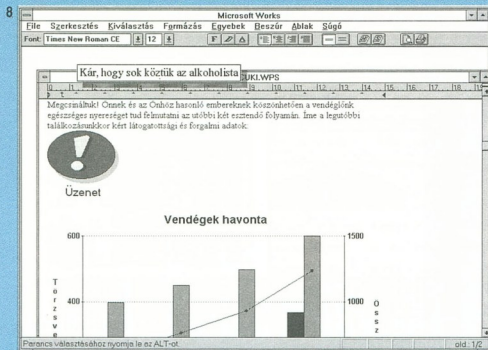 8
Microsoft Works
File Szerkesztés Kiválasztás Formázás Egyebek Beszúr Ablak Súgó
Font: Times New Roman CE 12 F
Kár, hogy sok köztük az alkoholista
UKI.WPS
Megcsináltuk! Önnek és az Önhöz hasonló embereknek köszönhetően a vendéglőnk
egészséges nyereséget tud felmutatni az utóbbi két esztendő folyamán. Íme a legutóbbi
találkozásunkkor kért látogatottsági és forgalmi adatok:
Üzenet
Vendégek havonta
600
1500
400
1000
T
o
r
z
s
v
e
Ö
s
s
z
Parancs választásához nyomja le az ALT-ot.
old.: 1/2